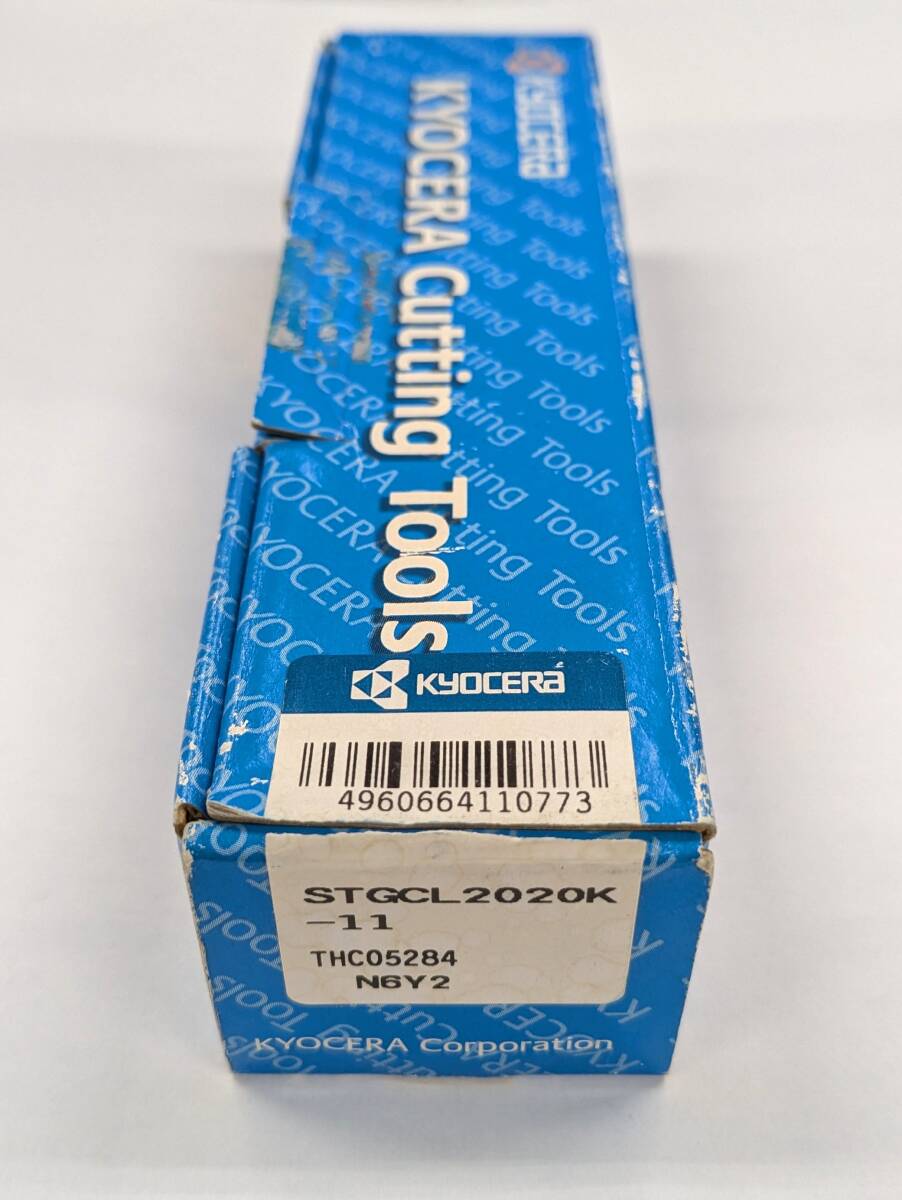 KYOCERA
KYOCERA Cutting Tools
KYOCERA
4960664110773
STGCL2020K
-11
THC05284
N6Y2
KYOCERA Corporation